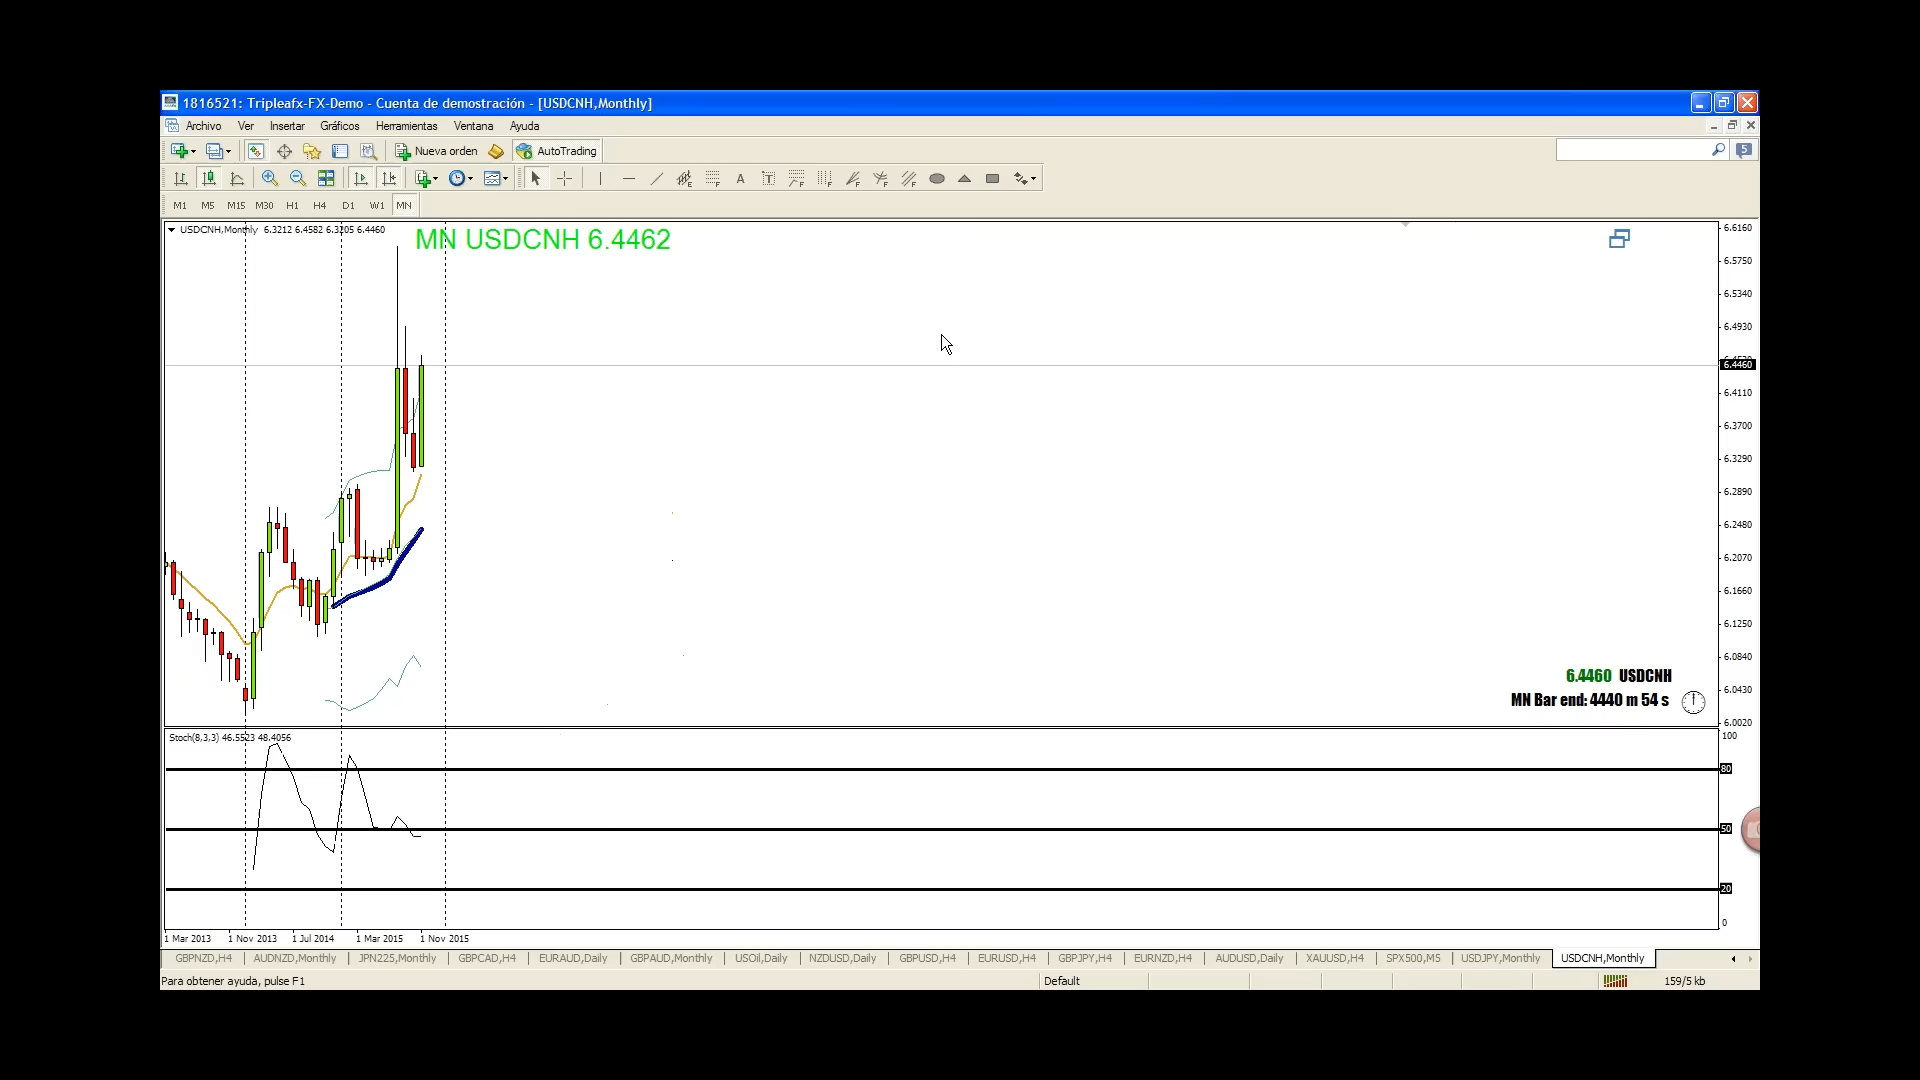 1816521: Tripleafx-FX-Demo - Cuenta de demostración - [USDCNH,Monthly]
Archivo Ver Insertar Gráficos Herramientas Ventana Ayuda
Nueva orden AutoTrading 5
M1 M5 M15 M30 H1 H4 D1 W1 MN
USDCNH,Monthly 6.3212 6.4582 6.3205 6.4460
MN USDCNH 6.4462
6.6160
6.5750
6.5340
6.4930
6.4460
6.4110
6.3700
6.3290
6.2890
6.2480
6.2070
6.1660
6.1250
6.0840
6.0430
6.0020
6.4460 USDCNH
MN Bar end: 4440 m 54 s
Stoch(8,3,3) 46.5523 48.4056
100
80
50
20
0
1 Mar 2013 1 Nov 2013 1 Jul 2014 1 Mar 2015 1 Nov 2015
GBPNZD,H4 AUDNZD,Monthly JPN225,Monthly GBPCAD,H4 EURAUD,Daily GBPAUD,Monthly USOil,Daily NZDUSD,Daily GBPUSD,H4 EURUSD,H4 GBPJPY,H4 EURNZD,H4 AUDUSD,Daily XAUUSD,H4 SPX500,M5 USDJPY,Monthly USDCNH,Monthly
Para obtener ayuda, pulse F1 Default 159/5 kb